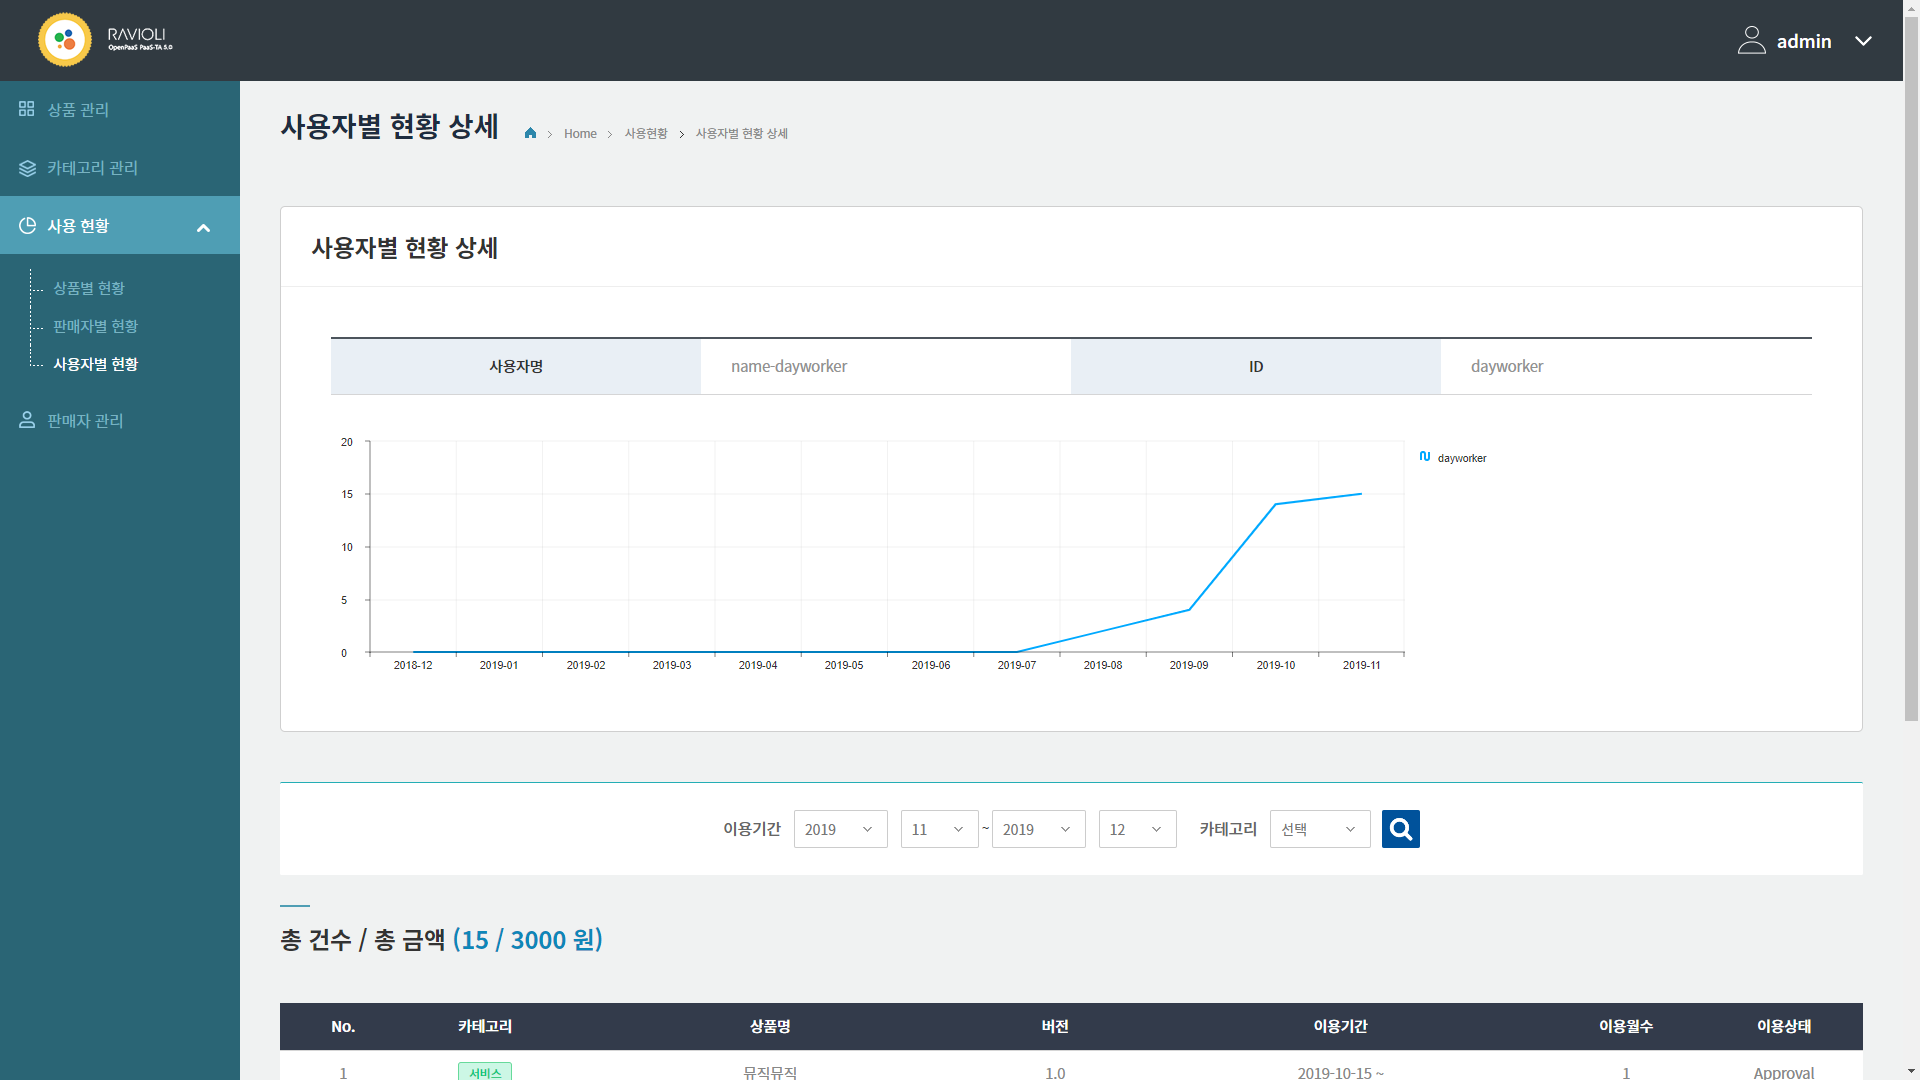 RAVIOLI
OpenPaaS PaaS-TA 5.0
admin
상품 관리
카테고리 관리
사용 현황
상품별 현황
판매자별 현황
사용자별 현황
판매자 관리
사용자별 현황 상세
Home
사용현황
사용자벌 현황 상세
사용자별 현황 상세
사용자명 name-dayworker ID dayworker
20
15
10
5
0
2018-12 2019-01 2019-02 2019-03 2019-04 2019-05 2019-06 2019-07 2019-08 2019-09 2019-10 2019-11
dayworker
이용기간 2019 11 ~ 2019 12 카테고리 선택
총 건수 / 총 금액 (15 / 3000 원)
No. 카테고리 상품명 버전 이용기간 이용월수 이용상태
1 서비스 뮤직뮤직 1.0 2019-10-15 ~ 1 Approval